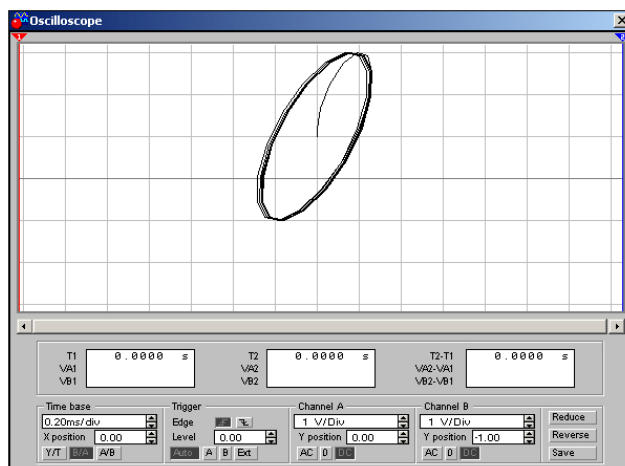 Oscilloscope
1
T1 0.0000 s T2 0.0000 s T2-T1 0.0000 s
VA1 VA2 VA2-VA1
VB1 VB2 VB2-VB1
Time base Trigger Channel A Channel B
0.20ms/div Edge 1 V/Div 1 V/Div Reduce
X position 0.00 Level 0.00 Y position 0.00 Y position -1.00 Reverse
Y/T B/A A/B Auto A B Ext AC 0 DC AC 0 DC Save